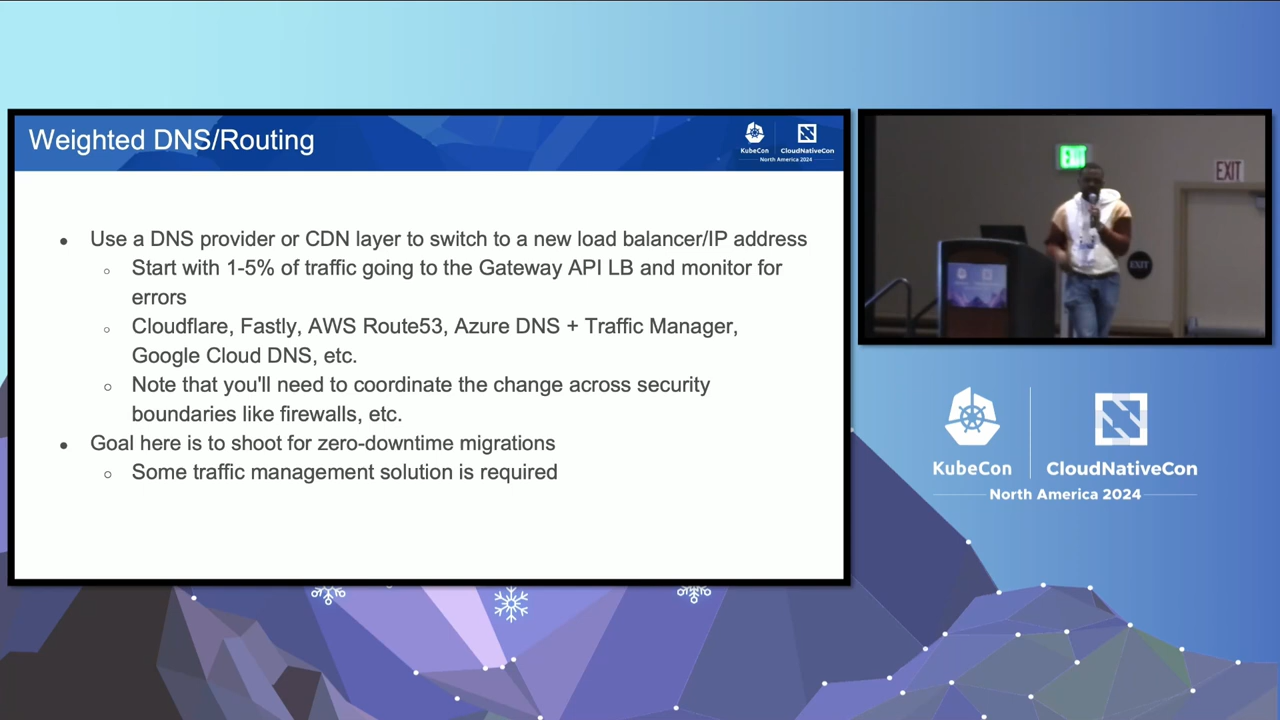 Weighted DNS/Routing
KubeCon
CloudNativeCon
North America 2024
● Use a DNS provider or CDN layer to switch to a new load balancer/IP address
○ Start with 1-5% of traffic going to the Gateway API LB and monitor for
errors
○ Cloudflare, Fastly, AWS Route53, Azure DNS + Traffic Manager,
Google Cloud DNS, etc.
○ Note that you'll need to coordinate the change across security
boundaries like firewalls, etc.
● Goal here is to shoot for zero-downtime migrations
○ Some traffic management solution is required
EXIT
EXIT
EXIT
KubeCon
CloudNativeCon
North America 2024